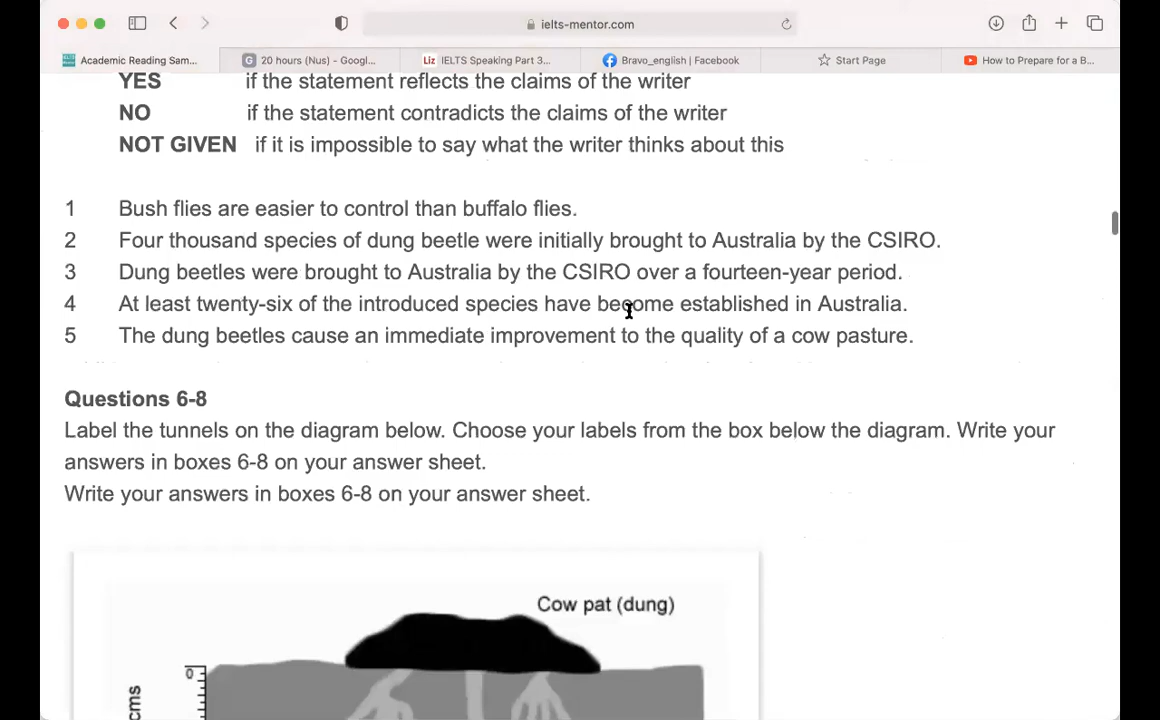 ielts-mentor.com
Academic Reading Sam...
20 hours (Nus) - Googl...
Liz IELTS Speaking Part 3...
Bravo_english | Facebook
Start Page
How to Prepare for a B...
YES if the statement reflects the claims of the writer
NO if the statement contradicts the claims of the writer
NOT GIVEN if it is impossible to say what the writer thinks about this
1 Bush flies are easier to control than buffalo flies.
2 Four thousand species of dung beetle were initially brought to Australia by the CSIRO.
3 Dung beetles were brought to Australia by the CSIRO over a fourteen-year period.
4 At least twenty-six of the introduced species have become established in Australia.
5 The dung beetles cause an immediate improvement to the quality of a cow pasture.
Questions 6-8
Label the tunnels on the diagram below. Choose your labels from the box below the diagram. Write your
answers in boxes 6-8 on your answer sheet.
Write your answers in boxes 6-8 on your answer sheet.
Cow pat (dung)
0
cms